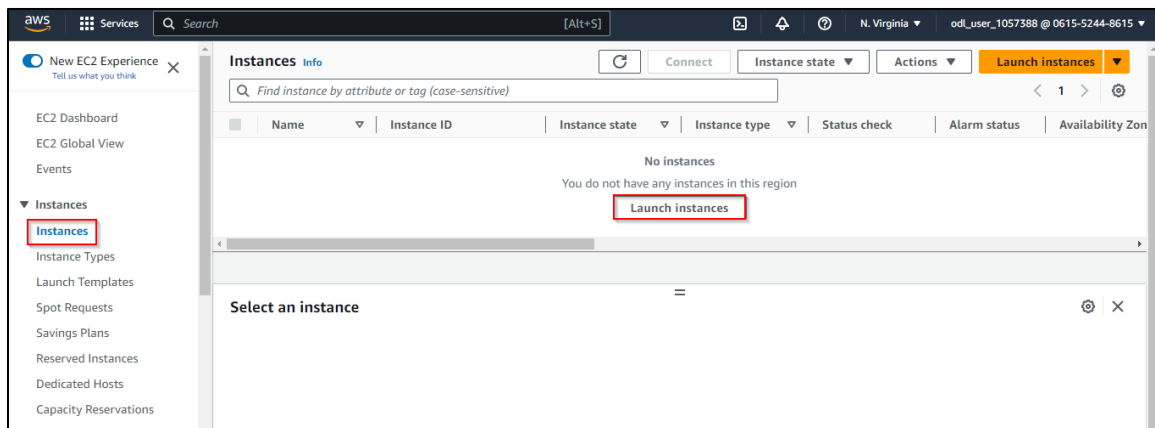 aws Services Search [Alt+S] N. Virginia ▼ odl_user_1057388 @ 0615-5244-8615 ▼
New EC2 Experience
Tell us what you think
EC2 Dashboard
EC2 Global View
Events
▼ Instances
Instances
Instance Types
Launch Templates
Spot Requests
Savings Plans
Reserved Instances
Dedicated Hosts
Capacity Reservations
Instances Info Connect Instance state ▼ Actions ▼ Launch instances ▼
Find instance by attribute or tag (case-sensitive) < 1 >
Name Instance ID Instance state Instance type Status check Alarm status Availability Zon
No instances
You do not have any instances in this region
Launch instances
Select an instance